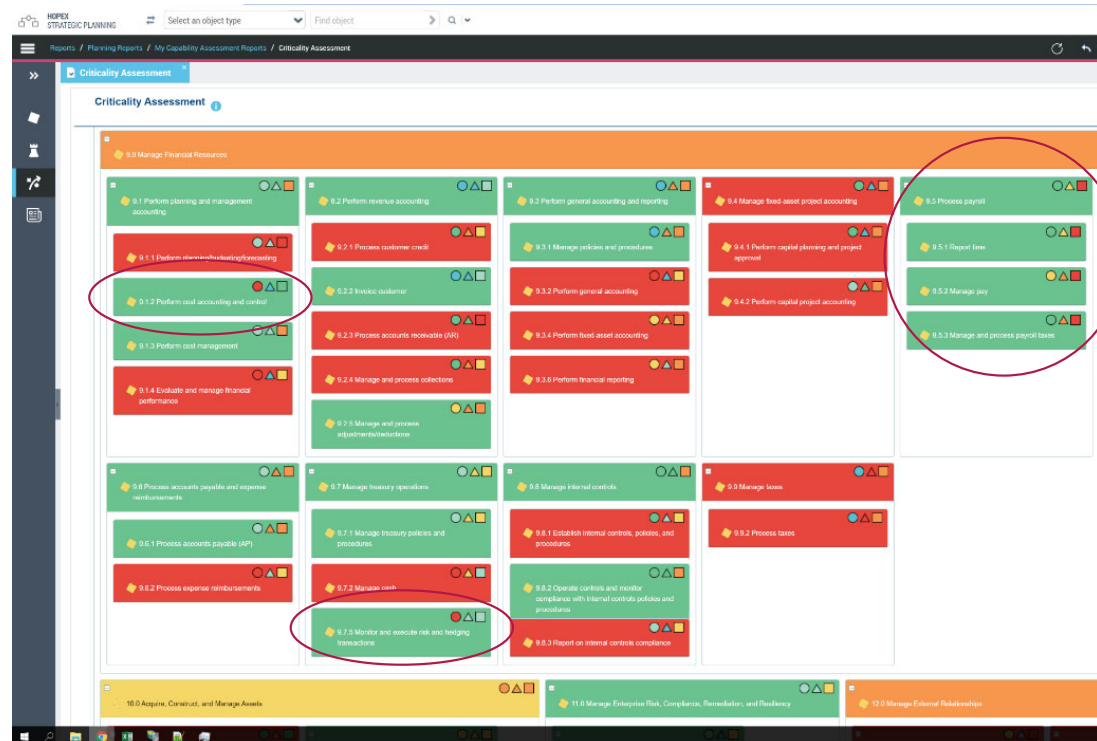 HOPEX
STRATEGIC PLANNING
Select an object type
Find object
Reports / Planning Reports / My Capability Assessment Reports / Criticality Assessment
Criticality Assessment
Criticality Assessment
9.0 Manage Financial Resources
9.1 Perform planning and management
accounting
9.1.1 Perform planning/budgeting/forecasting
9.1.2 Perform cost accounting and control
9.1.3 Perform cost management
9.1.4 Evaluate and manage financial
performance
9.2 Perform revenue accounting
9.2.1 Process customer credit
9.2.2 Invoice customer
9.2.3 Process accounts receivable (AR)
9.2.4 Manage and process collections
9.2.5 Manage and process
adjustments/deductions
9.3 Perform general accounting and reporting
9.3.1 Manage policies and procedures
9.3.2 Perform general accounting
9.3.4 Perform fixed asset accounting
9.3.6 Perform financial reporting
9.4 Manage fixed-asset project accounting
9.4.1 Perform capital planning and project
approval
9.4.2 Perform capital project accounting
9.5 Process payroll
9.5.1 Report time
9.5.2 Manage pay
9.5.3 Manage and process payroll taxes
9.6 Process accounts payable and expense
reimbursements
9.6.1 Process accounts payable (AP)
9.6.2 Process expense reimbursements
9.7 Manage treasury operations
9.7.1 Manage treasury policies and
procedures
9.7.2 Manage cash
9.7.5 Monitor and execute risk and hedging
transactions
9.8 Manage internal controls
9.8.1 Establish internal controls, policies, and
procedures
9.8.2 Operate controls and monitor
compliance with internal controls policies and
procedures
9.8.3 Report on internal controls compliance
9.9 Manage taxes
9.9.2 Process taxes
10.0 Acquire, Construct, and Manage Assets
11.0 Manage Enterprise Risk, Compliance, Remediation, and Resiliency
12.0 Manage External Relationships